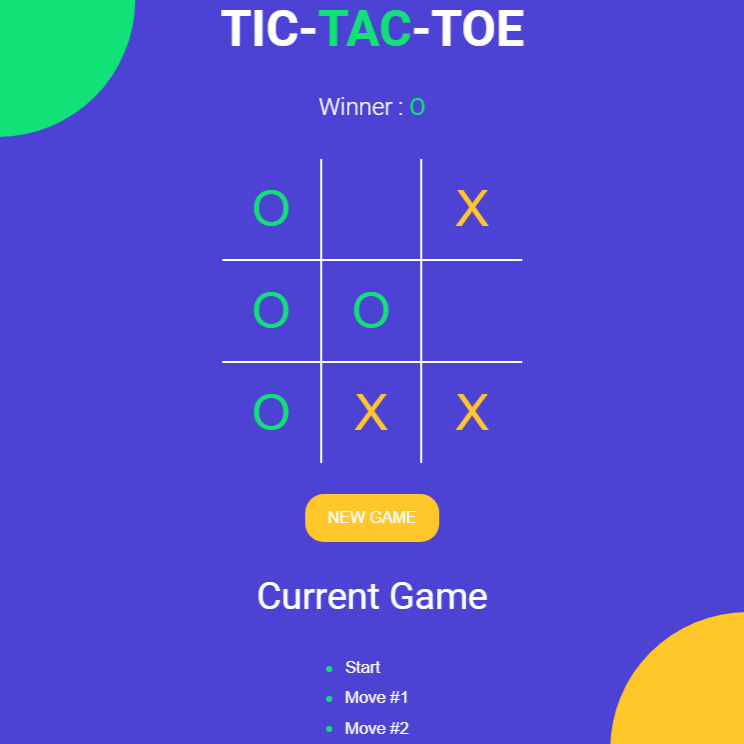 TIC-TAC-TOE
Winner : O
O X
O O
O X X
NEW GAME
Current Game
Start
Move #1
Move #2